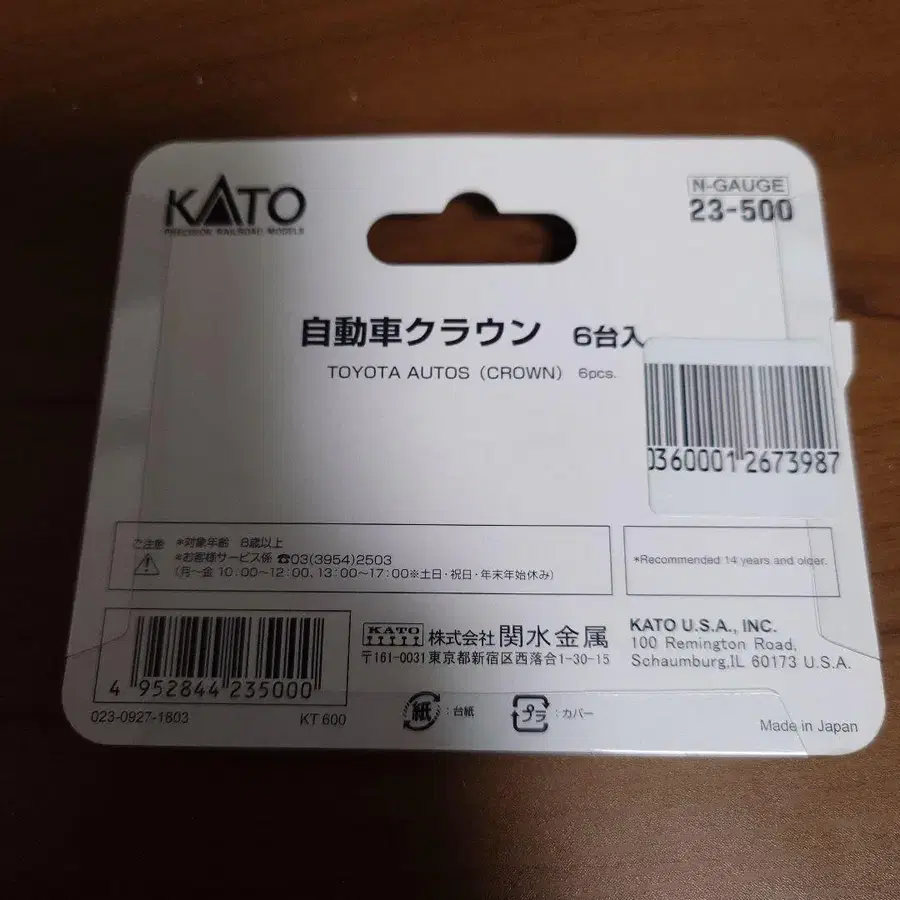 KATO
PRECISION RAILROAD MODELS
N-GAUGE
23-500
自動車クラウン 6台入
TOYOTA AUTOS (CROWN) 6pcs.
0360001267398​7
ご注意
*対象年齢 8歳以上
*お客様サービス係 ☎03(3954)2503
(月~金 10:00~12:00, 13:00~17:00※土日・祝日・年末年始休み)
*Recommended 14 years and older.
4 952844 235000
KATO 株式会社関水金属
〒161-0031 東京都新宿区西落合1-30-15
KATO U.S.A., INC.
100 Remington Road,
Schaumburg,IL 60173 U.S.A.
023-0927-1803
KT 600
紙 : 台紙
プラ : カバー
Made in Japan